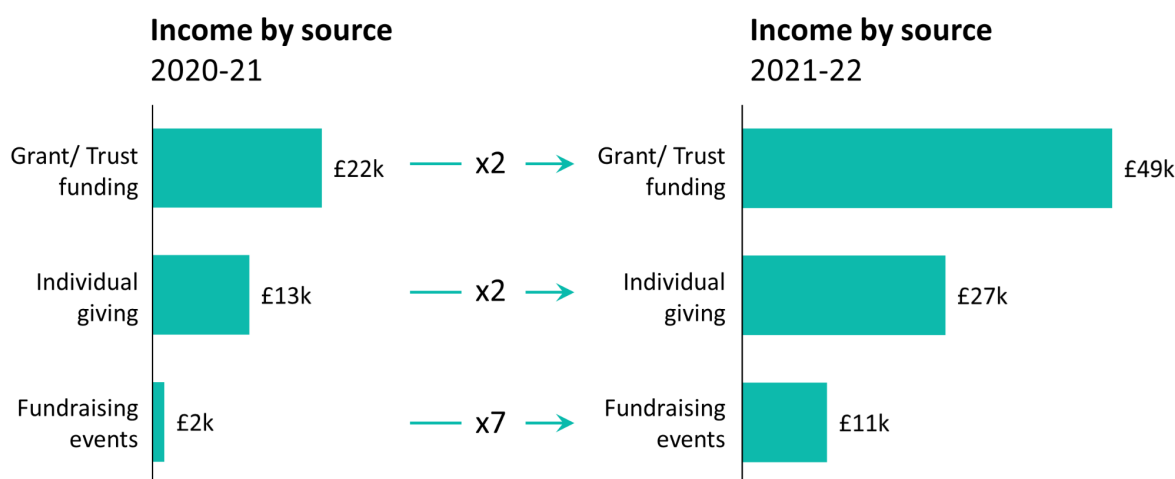 Income by source
2020-21
Grant/ Trust
funding
£22k
Individual
giving
£13k
Fundraising
events
£2k
x2
x2
x7
Income by source
2021-22
Grant/ Trust
funding
£49k
Individual
giving
£27k
Fundraising
events
£11k